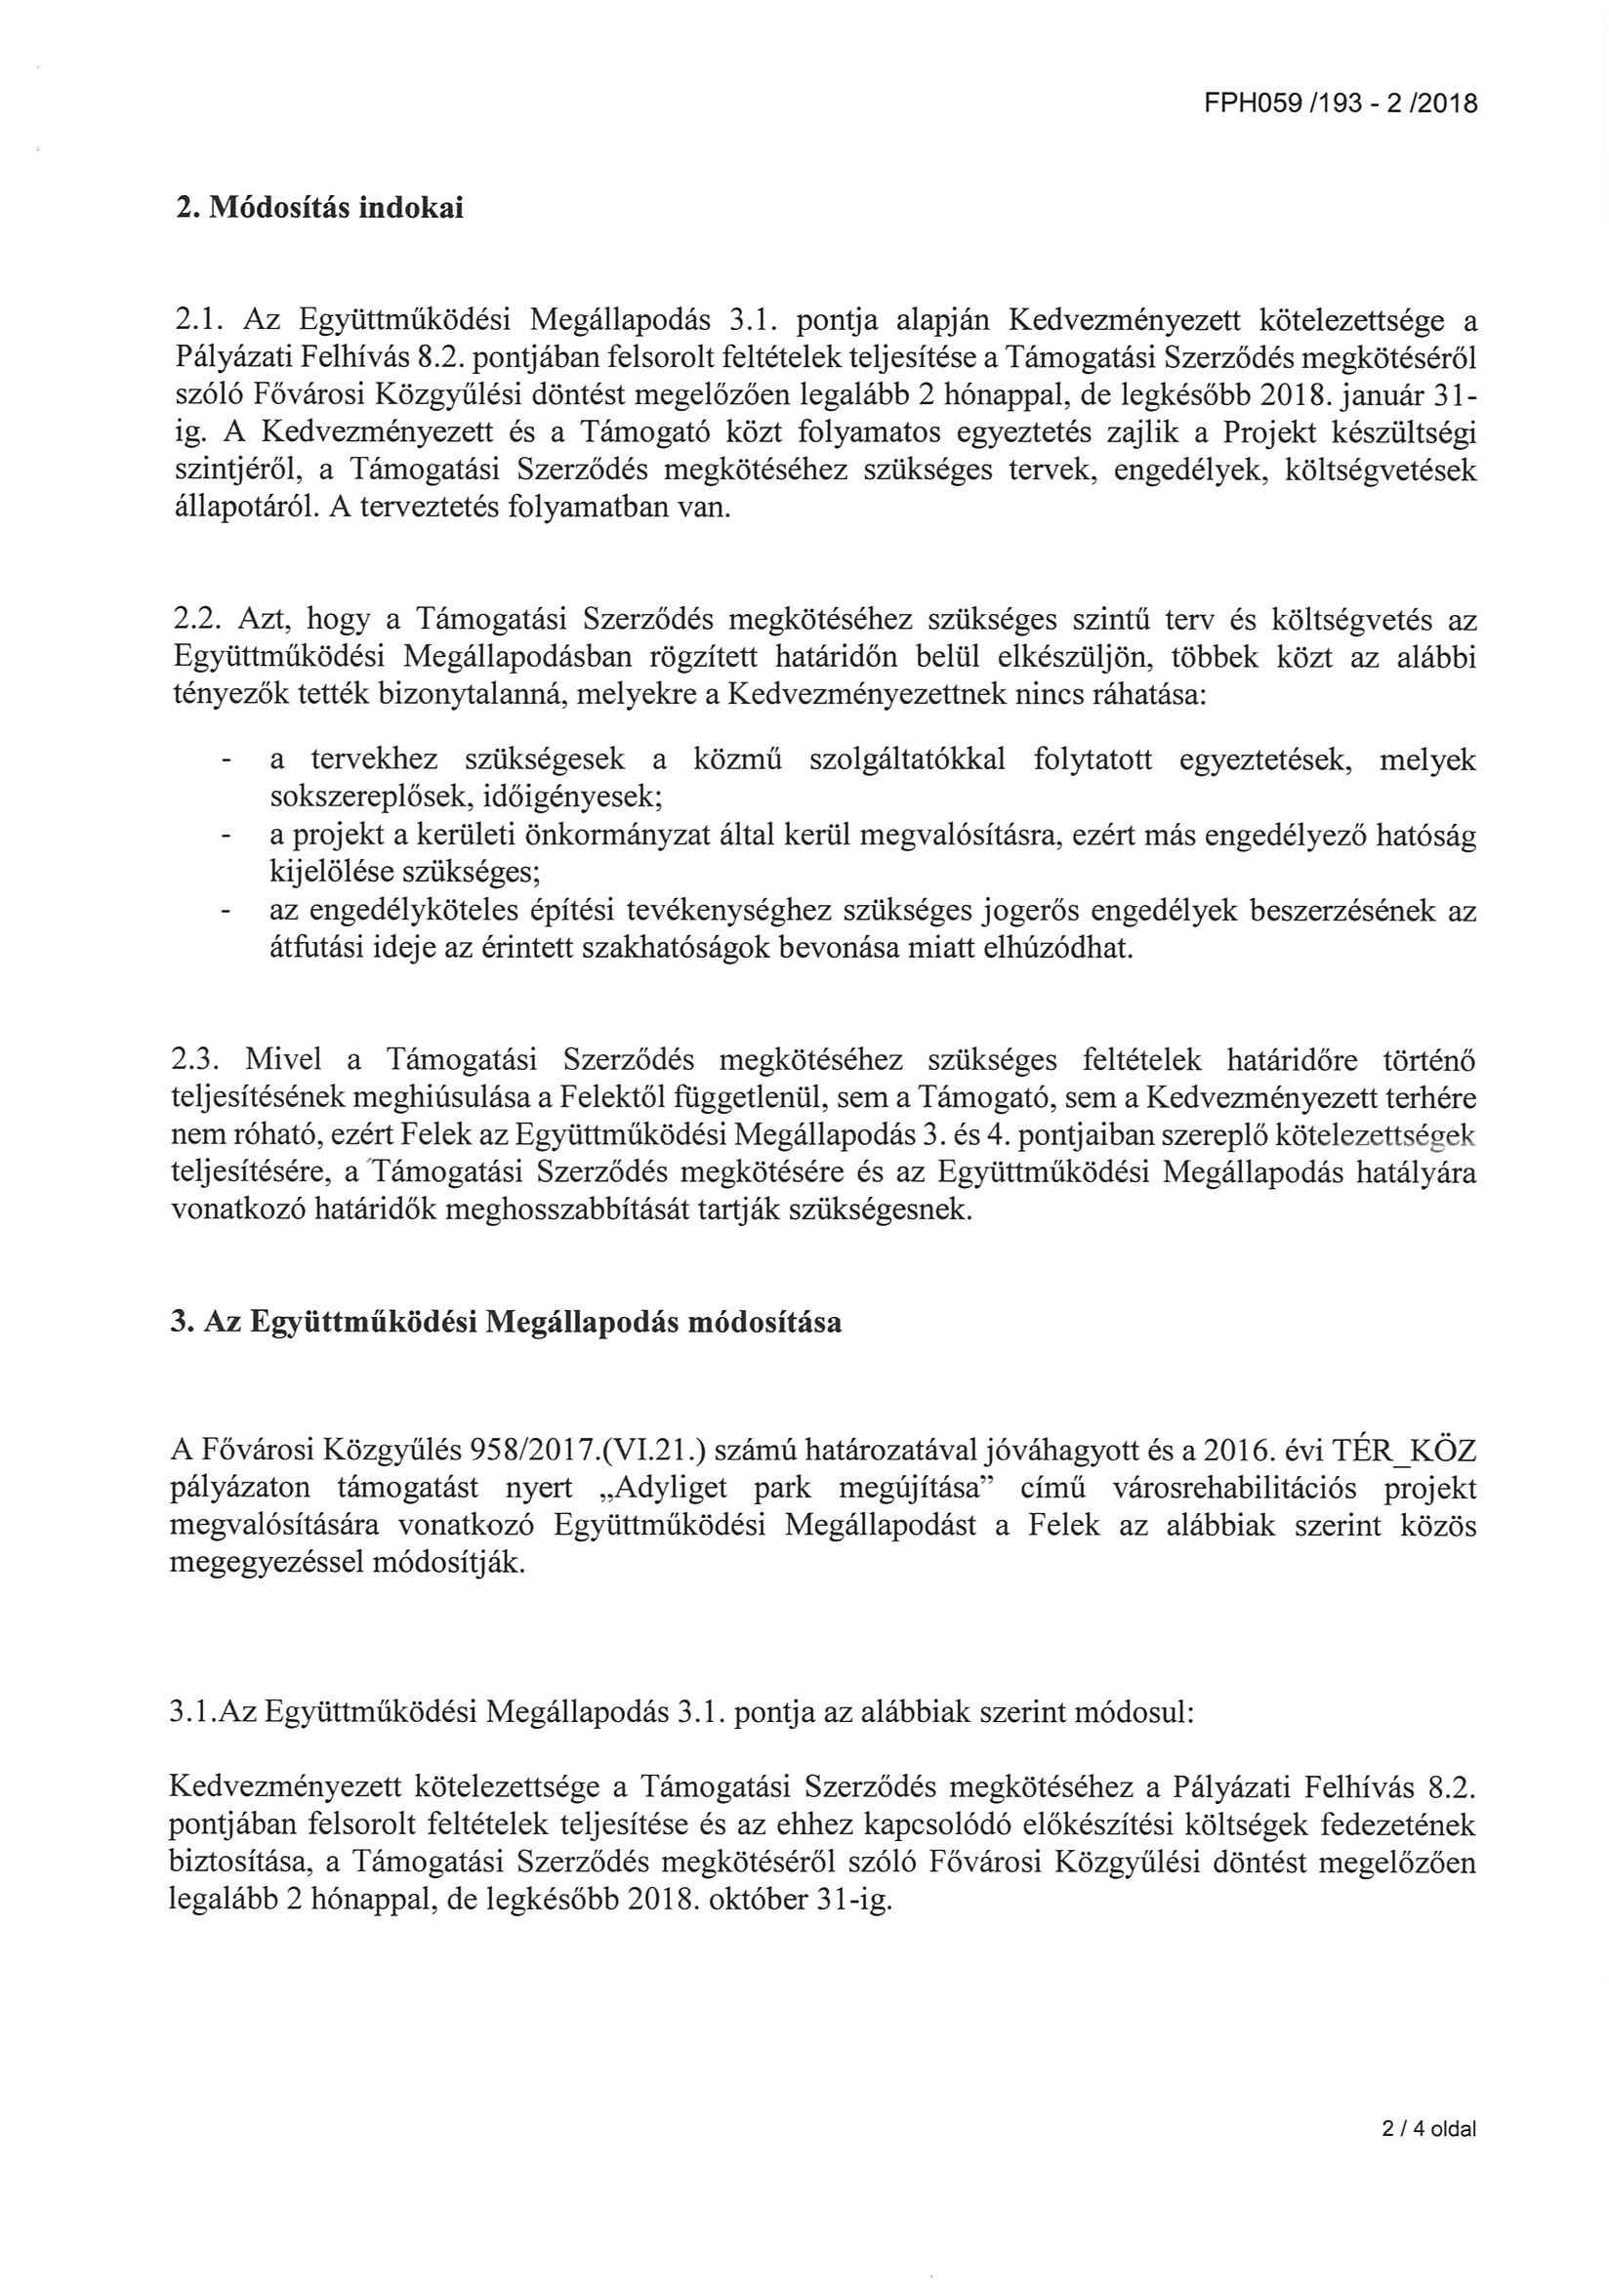 FPH059 /193 - 2 /2018
2. Módosítás indokai
2.1. Az Együttműködési Megállapodás 3.1. pontja alapján Kedvezményezett kötelezettsége a
Pályázati Felhívás 8.2. pontjában felsorolt feltételek teljesítése a Támogatási Szerződés megkötéséről
szóló Fővárosi Közgyűlési döntést megelőzően legalább 2 hónappal, de legkésőbb 2018. január 31-
ig. A Kedvezményezett és a Támogató közt folyamatos egyeztetés zajlik a Projekt készültségi
szintjéről, a Támogatási Szerződés megkötéséhez szükséges tervek, engedélyek, költségvetések
állapotáról. A terveztetés folyamatban van.
2.2. Azt, hogy a Támogatási Szerződés megkötéséhez szükséges szintű terv és költségvetés az
Együttműködési Megállapodásban rögzített határidőn belül elkészüljön, többek közt az alábbi
tényezők tették bizonytalanná, melyekre a Kedvezményezettnek nincs ráhatása:
- a tervekhez szükségesek a közmű szolgáltatókkal folytatott egyeztetések, melyek
sokszereplősek, időigényesek;
- a projekt a kerületi önkormányzat által kerül megvalósításra, ezért más engedélyező hatóság
kijelölése szükséges;
- az engedélyköteles építési tevékenységhez szükséges jogerős engedélyek beszerzésének az
átfutási ideje az érintett szakhatóságok bevonása miatt elhúzódhat.
2.3. Mivel a Támogatási Szerződés megkötéséhez szükséges feltételek határidőre történő
teljesítésének meghiúsulása a Felektől függetlenül, sem a Támogató, sem a Kedvezményezett terhére
nem róható, ezért Felek az Együttműködési Megállapodás 3. és 4. pontjaiban szereplő kötelezettségek
teljesítésére, a Támogatási Szerződés megkötésére és az Együttműködési Megállapodás hatályára
vonatkozó határidők meghosszabbítását tartják szükségesnek.
3. Az Együttműködési Megállapodás módosítása
A Fővárosi Közgyűlés 958/2017.(VI.21.) számú határozatával jóváhagyott és a 2016. évi TÉR_KÖZ
pályázaton támogatást nyert „Adyliget park megújítása” című városrehabilitációs projekt
megvalósítására vonatkozó Együttműködési Megállapodást a Felek az alábbiak szerint közös
megegyezéssel módosítják.
3.1.Az Együttműködési Megállapodás 3.1. pontja az alábbiak szerint módosul:
Kedvezményezett kötelezettsége a Támogatási Szerződés megkötéséhez a Pályázati Felhívás 8.2.
pontjában felsorolt feltételek teljesítése és az ehhez kapcsolódó előkészítési költségek fedezetének
biztosítása, a Támogatási Szerződés megkötéséről szóló Fővárosi Közgyűlési döntést megelőzően
legalább 2 hónappal, de legkésőbb 2018. október 31-ig.
2 / 4 oldal